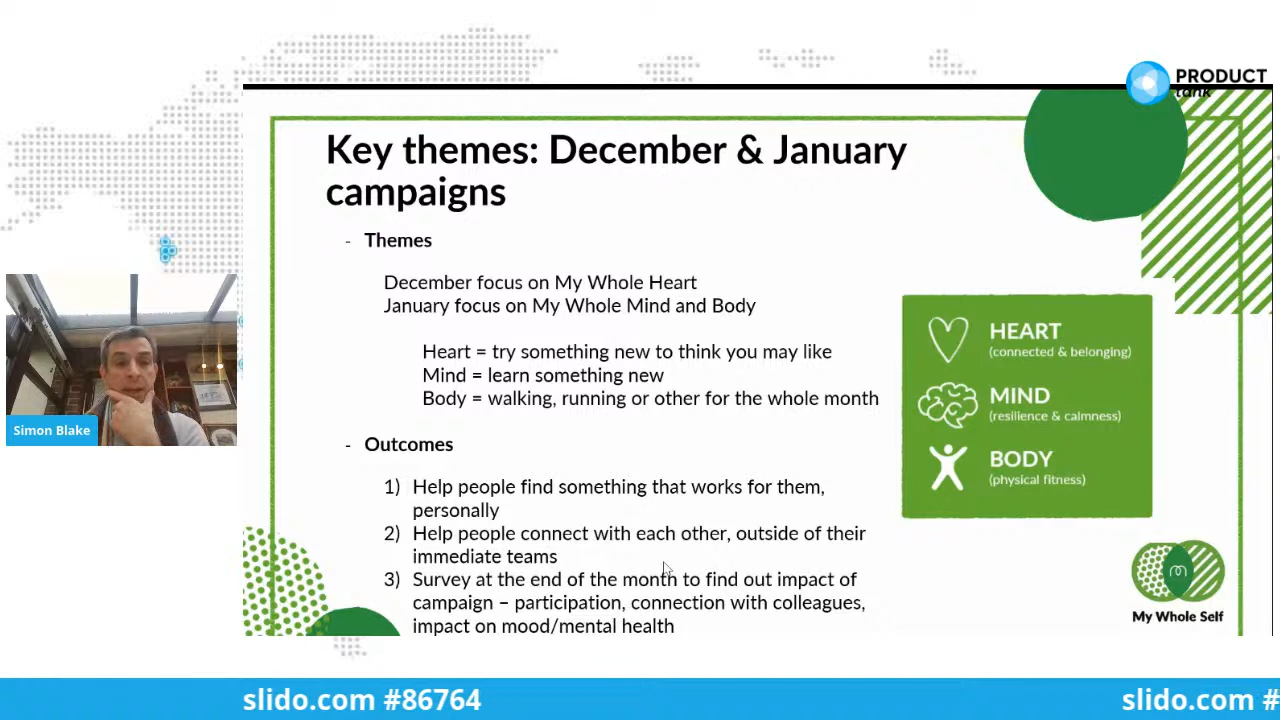 PRODUCT
tank
Key themes: December & January
campaigns
- Themes
December focus on My Whole Heart
January focus on My Whole Mind and Body
Heart = try something new to think you may like
Mind = learn something new
Body = walking, running or other for the whole month
- Outcomes
1) Help people find something that works for them,
personally
2) Help people connect with each other, outside of their
immediate teams
3) Survey at the end of the month to find out impact of
campaign – participation, connection with colleagues,
impact on mood/mental health
HEART
(connected & belonging)
MIND
(resilience & calmness)
BODY
(physical fitness)
My Whole Self
Simon Blake
slido.com #86764
slido.com #